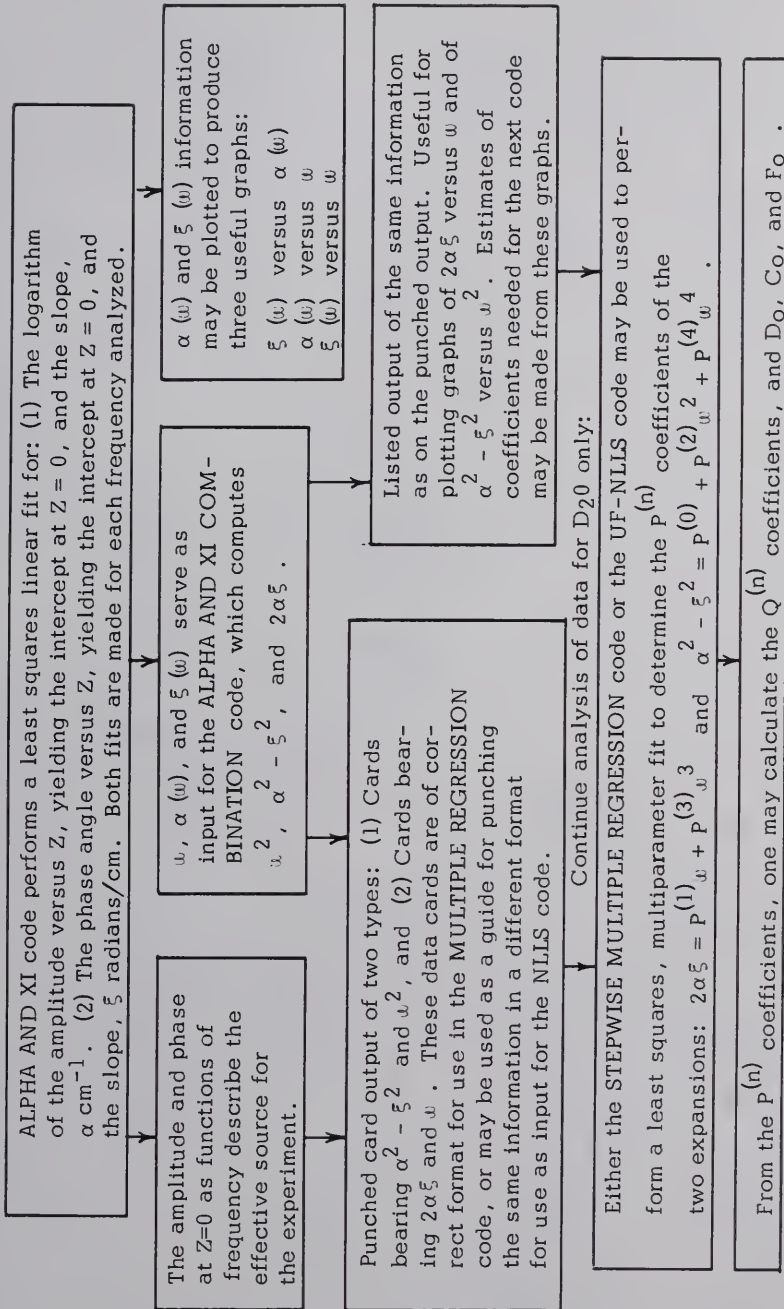 ALPHA AND XI code performs a least squares linear fit for: (1) The logarithm
of the amplitude versus Z, yielding the intercept at Z = 0, and the slope,
α cm⁻¹. (2) The phase angle versus Z, yielding the intercept at Z = 0, and
the slope, ξ radians/cm. Both fits are made for each frequency analyzed.
The amplitude and phase
at Z=0 as functions of
frequency describe the
effective source for
the experiment.
ω, α (ω), and ξ (ω) serve as
input for the ALPHA AND XI COM-
BINATION code, which computes
ω², α² - ξ², and 2αξ .
α (ω) and ξ (ω) information
may be plotted to produce
three useful graphs:
ξ (ω) versus α (ω)
α (ω) versus ω
ξ (ω) versus ω
Punched card output of two types: (1) Cards
bearing α² - ξ² and ω², and (2) Cards bear-
ing 2αξ and ω . These data cards are of cor-
rect format for use in the MULTIPLE REGRESSION
code, or may be used as a guide for punching
the same information in a different format
for use as input for the NLLS code.
Listed output of the same information
as on the punched output. Useful for
plotting graphs of 2αξ versus ω and of
α² - ξ² versus ω² . Estimates of
coefficients needed for the next code
may be made from these graphs.
Continue analysis of data for D₂0 only:
Either the STEPWISE MULTIPLE REGRESSION code or the UF-NLLS code may be used to per-
form a least squares, multiparameter fit to determine the P⁽ⁿ⁾ coefficients of the
two expansions: 2αξ = P⁽¹⁾ω + P⁽³⁾ω³ and α² - ξ² = P⁽⁰⁾ + P⁽²⁾ω² + P⁽⁴⁾ω⁴ .
From the P⁽ⁿ⁾ coefficients, one may calculate the Q⁽ⁿ⁾ coefficients, and D₀, C₀, and F₀ .